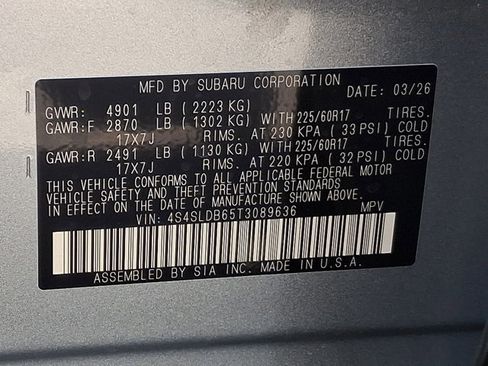 MFD BY SUBARU CORPORATION DATE: 03/26
GVWR: 4901 LB ( 2223 KG)
GAWR:F 2870 LB ( 1302 KG) WITH 225/60R17 TIRES.
17X7J RIMS. AT 230 KPA ( 33 PSI) COLD
GAWR:R 2491 LB ( 1130 KG) WITH 225/60R17 TIRES.
17X7J RIMS. AT 220 KPA ( 32 PSI) COLD
THIS VEHICLE CONFORMS TO ALL APPLICABLE FEDERAL MOTOR
VEHICLE SAFETY AND THEFT PREVENTION STANDARDS
IN EFFECT ON THE DATE OF MANUFACTURE SHOWN ABOVE.
VIN: 4S4SLDB65T3089636 MPV
ASSEMBLED BY SIA INC. MADE IN U.S.A.